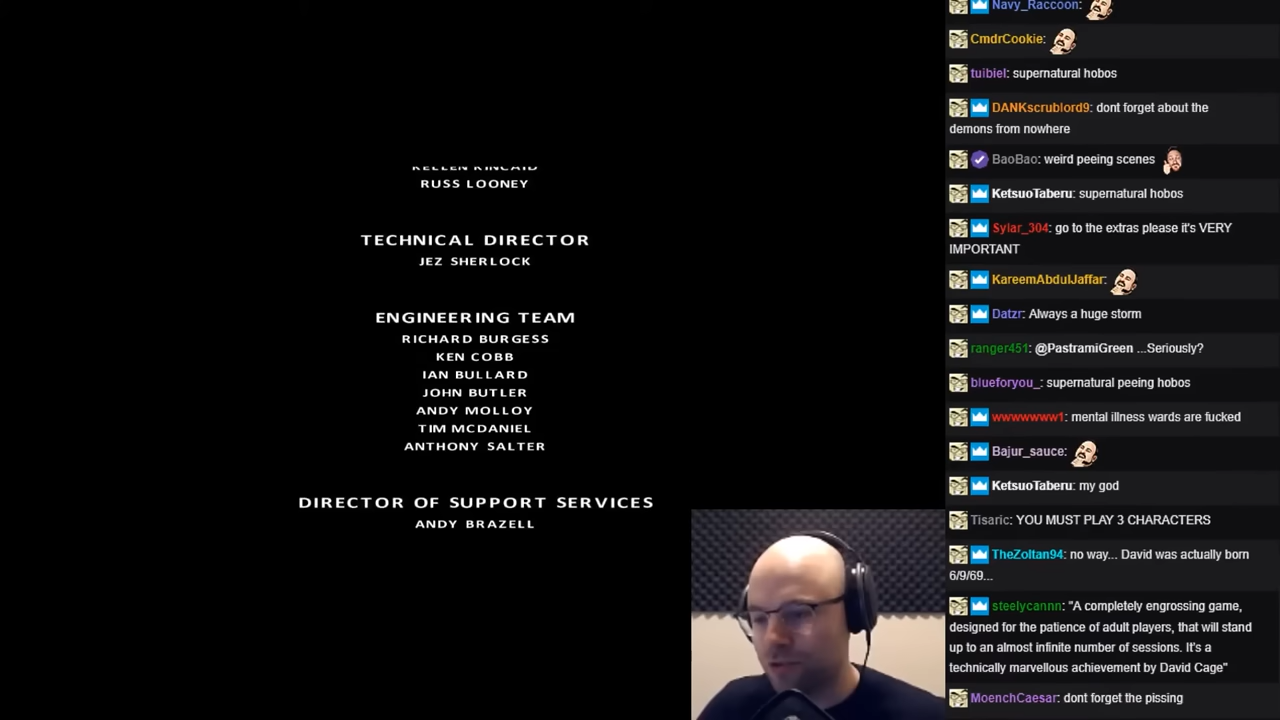 KELLEN KINCAID
RUSS LOONEY
TECHNICAL DIRECTOR
JEZ SHERLOCK
ENGINEERING TEAM
RICHARD BURGESS
KEN COBB
IAN BULLARD
JOHN BUTLER
ANDY MOLLOY
TIM MCDANIEL
ANTHONY SALTER
DIRECTOR OF SUPPORT SERVICES
ANDY BRAZELL
Navy_Raccoon:
CmdrCookie:
tuibiel: supernatural hobos
DANKscrublord9: dont forget about the
demons from nowhere
BaoBao: weird peeing scenes
KetsuoTaberu: supernatural hobos
Sylar_304: go to the extras please it's VERY
IMPORTANT
KareemAbdulJaffar:
Datzr: Always a huge storm
ranger451: @PastramiGreen ...Seriously?
blueforyou_: supernatural peeing hobos
wwwwwww1: mental illness wards are fucked
Bajur_sauce:
KetsuoTaberu: my god
Tisaric: YOU MUST PLAY 3 CHARACTERS
TheZoltan94: no way... David was actually born
6/9/69...
steelycannn: "A completely engrossing game,
designed for the patience of adult players, that will stand
up to an almost infinite number of sessions. It's a
technically marvellous achievement by David Cage"
MoenchCaesar: dont forget the pissing